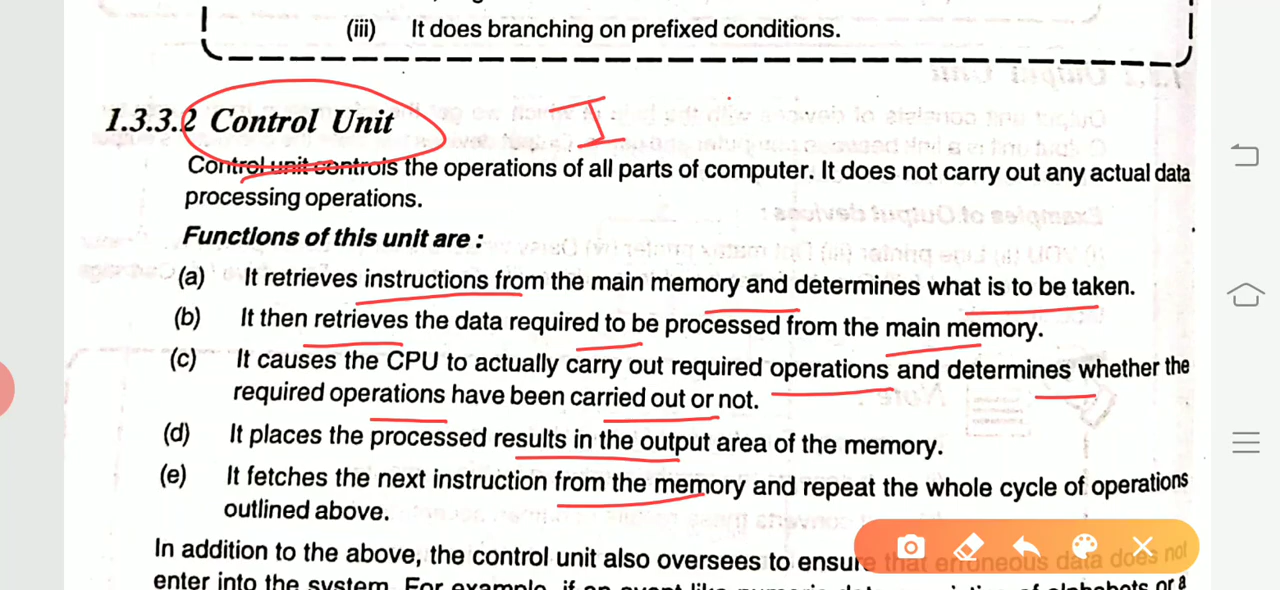 (iii) It does branching on prefixed conditions.
1.3.3.2 Control Unit
I
Control unit controls the operations of all parts of computer. It does not carry out any actual data
processing operations.
Functions of this unit are :
(a) It retrieves instructions from the main memory and determines what is to be taken.
(b) It then retrieves the data required to be processed from the main memory.
(c) It causes the CPU to actually carry out required operations and determines whether the
required operations have been carried out or not.
(d) It places the processed results in the output area of the memory.
(e) It fetches the next instruction from the memory and repeat the whole cycle of operations
outlined above.
In addition to the above, the control unit also oversees to ensure that erroneous data does not
enter into the system. For example, if an